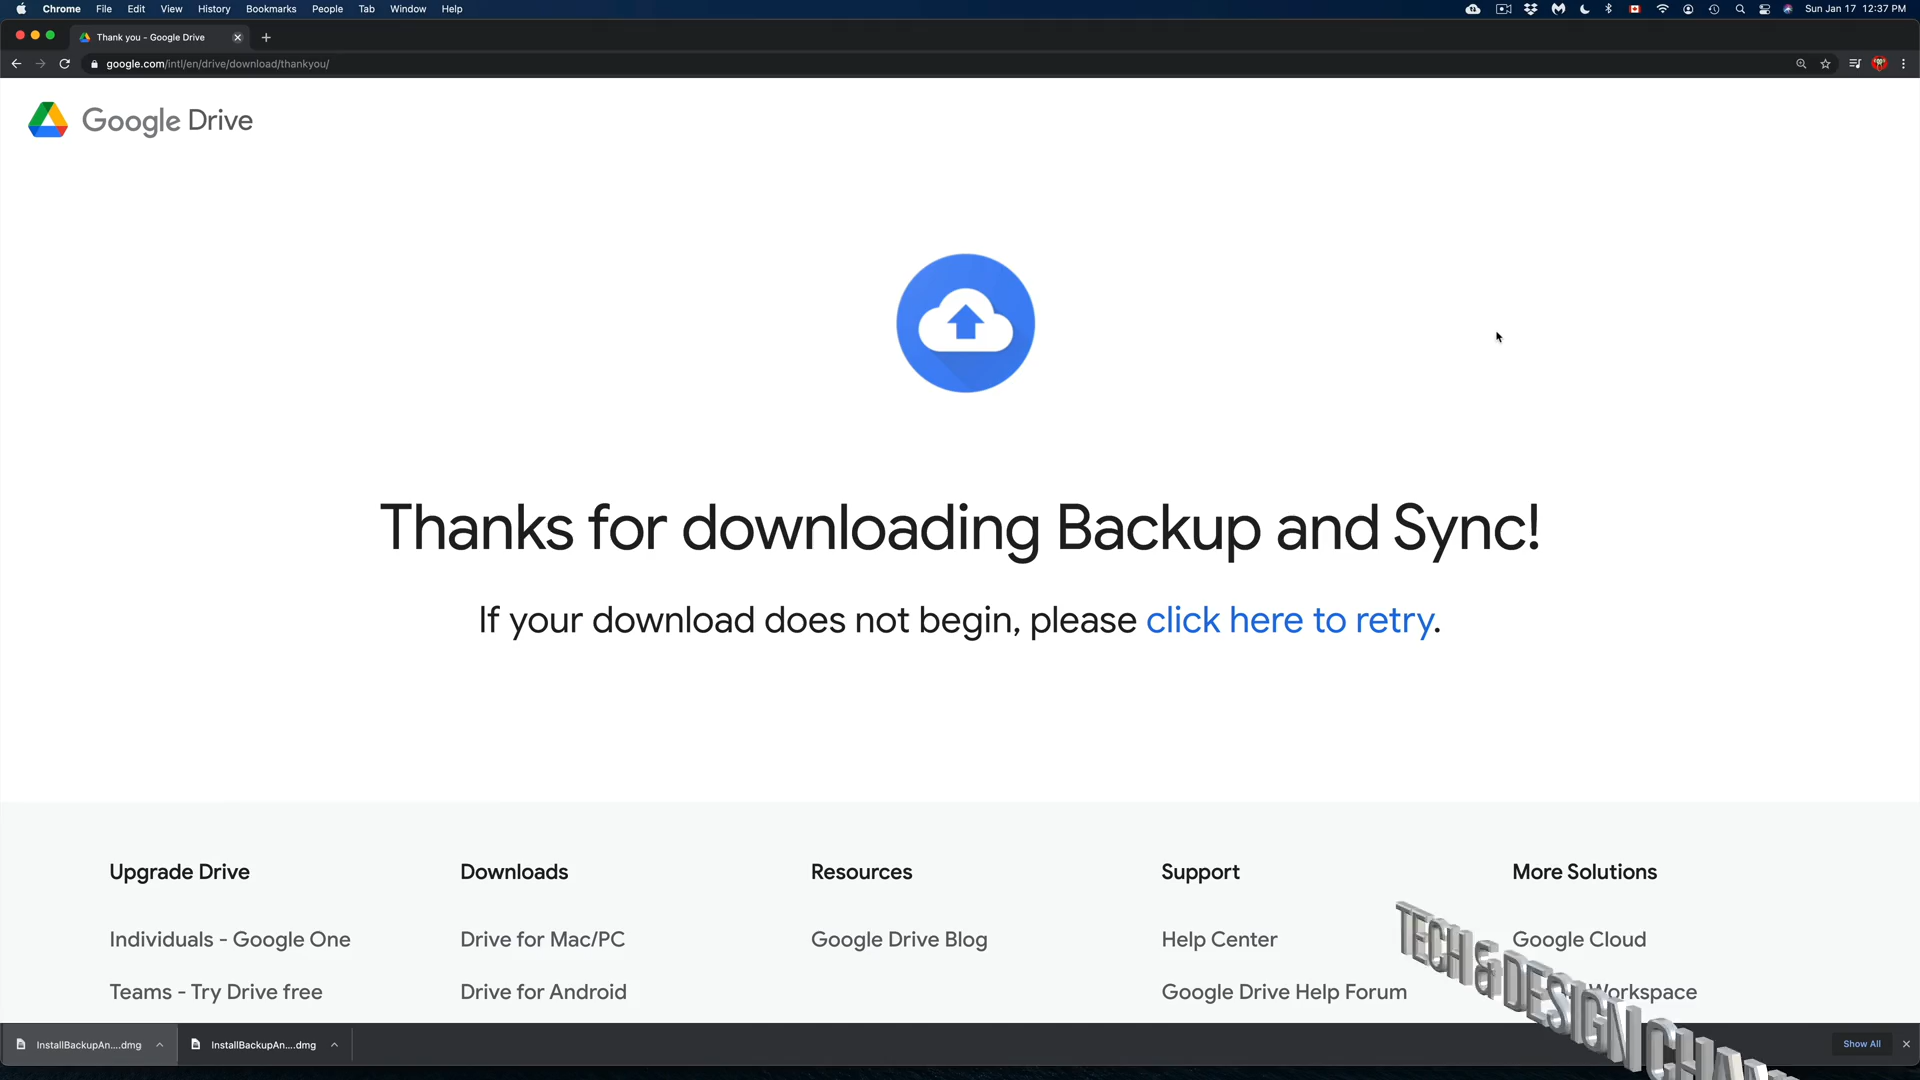 Chrome File Edit View History Bookmarks People Tab Window Help
Sun Jan 17 12:37 PM
Thank you - Google Drive
google.com/intl/en/drive/download/thankyou/
Google Drive
Thanks for downloading Backup and Sync!
If your download does not begin, please click here to retry.
Upgrade Drive
Downloads
Resources
Support
More Solutions
Individuals - Google One
Drive for Mac/PC
Google Drive Blog
Help Center
Google Cloud
Teams - Try Drive free
Drive for Android
Google Drive Help Forum
Workspace
TECH & DESIGN CHA
InstallBackupAn....dmg
InstallBackupAn....dmg
Show All